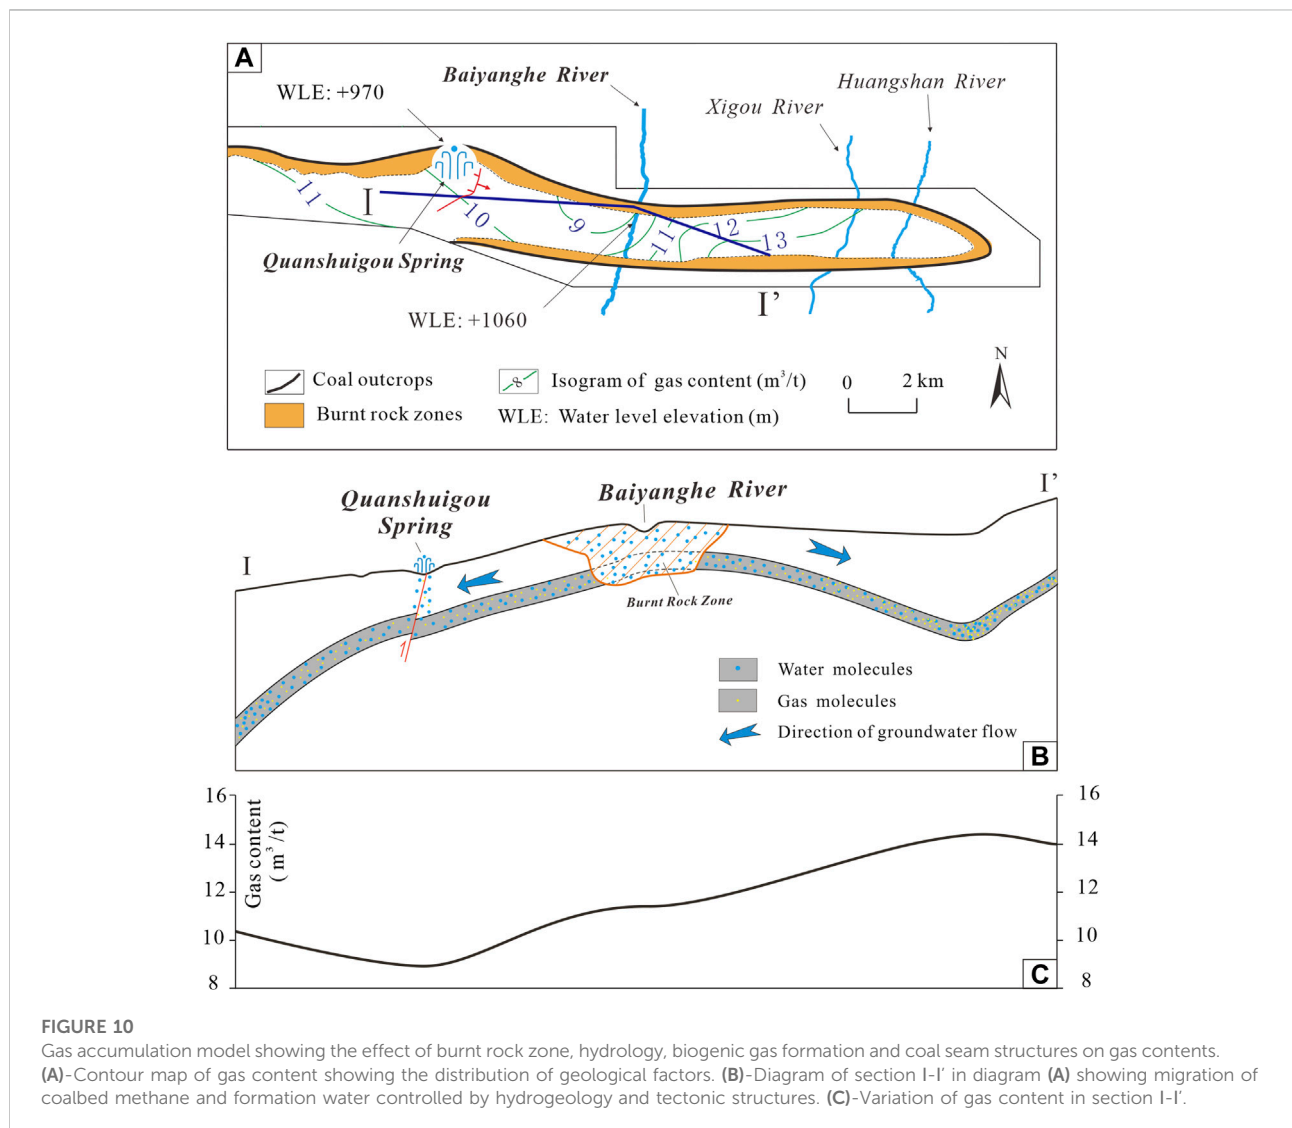 A
WLE: +970
Baiyanghe River
Huangshan River
Xigou River
11
I
10
9
11
12
13
Quanshuigou Spring
I’
WLE: +1060
N
Coal outcrops
8
Isogram of gas content (m³/t)
0 2 km
Burnt rock zones
WLE: Water level elevation (m)
Quanshuigou
Spring
Baiyanghe River
I’
I
Burnt Rock Zone
Water molecules
Gas molecules
Direction of groundwater flow
B
16
14
12
10
8
Gas content
( m³/t)
16
14
12
10
8
C
FIGURE 10
Gas accumulation model showing the effect of burnt rock zone, hydrology, biogenic gas formation and coal seam structures on gas contents.
(A)-Contour map of gas content showing the distribution of geological factors. (B)-Diagram of section I-I’ in diagram (A) showing migration of
coalbed methane and formation water controlled by hydrogeology and tectonic structures. (C)-Variation of gas content in section I-I’.